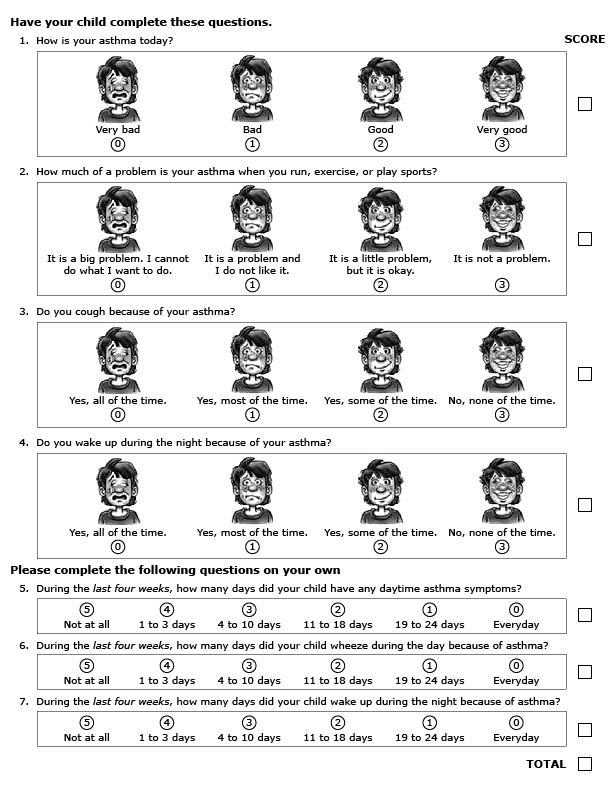 Have your child complete these questions.
SCORE
1. How is your asthma today?
Very bad Bad Good Very good
0 1 2 3
2. How much of a problem is your asthma when you run, exercise, or play sports?
It is a big problem. I cannot It is a problem and It is a little problem, It is not a problem.
do what I want to do. I do not like it. but it is okay.
0 1 2 3
3. Do you cough because of your asthma?
Yes, all of the time. Yes, most of the time. Yes, some of the time. No, none of the time.
0 1 2 3
4. Do you wake up during the night because of your asthma?
Yes, all of the time. Yes, most of the time. Yes, some of the time. No, none of the time.
0 1 2 3
Please complete the following questions on your own
5. During the last four weeks, how many days did your child have any daytime asthma symptoms?
5 4 3 2 1 0
Not at all 1 to 3 days 4 to 10 days 11 to 18 days 19 to 24 days Everyday
6. During the last four weeks, how many days did your child wheeze during the day because of asthma?
5 4 3 2 1 0
Not at all 1 to 3 days 4 to 10 days 11 to 18 days 19 to 24 days Everyday
7. During the last four weeks, how many days did your child wake up during the night because of asthma?
5 4 3 2 1 0
Not at all 1 to 3 days 4 to 10 days 11 to 18 days 19 to 24 days Everyday
TOTAL